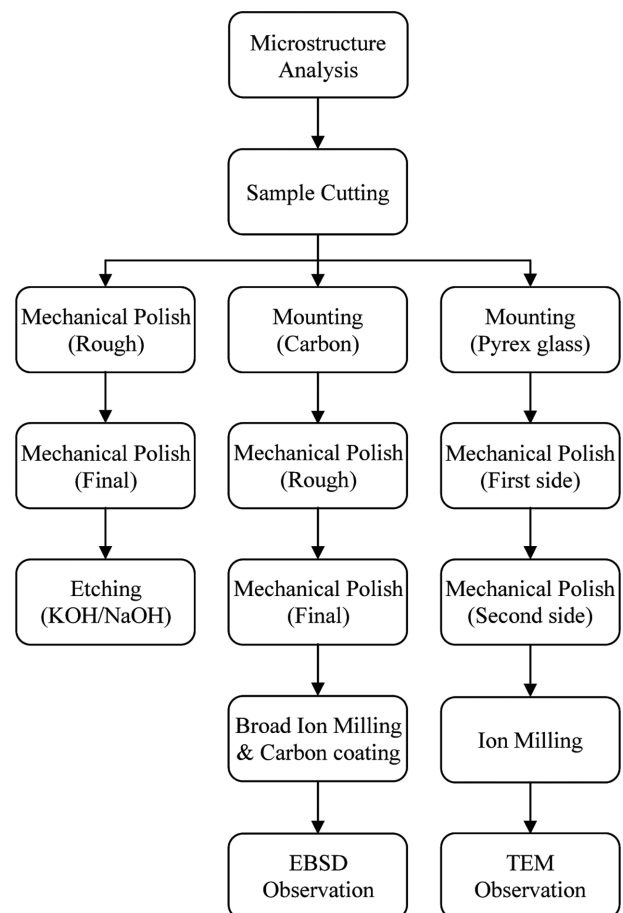 Microstructure
Analysis
Sample Cutting
Mechanical Polish
(Rough)
Mounting
(Carbon)
Mounting
(Pyrex glass)
Mechanical Polish
(Final)
Mechanical Polish
(Rough)
Mechanical Polish
(First side)
Etching
(KOH/NaOH)
Mechanical Polish
(Final)
Mechanical Polish
(Second side)
Broad Ion Milling
& Carbon coating
Ion Milling
EBSD
Observation
TEM
Observation